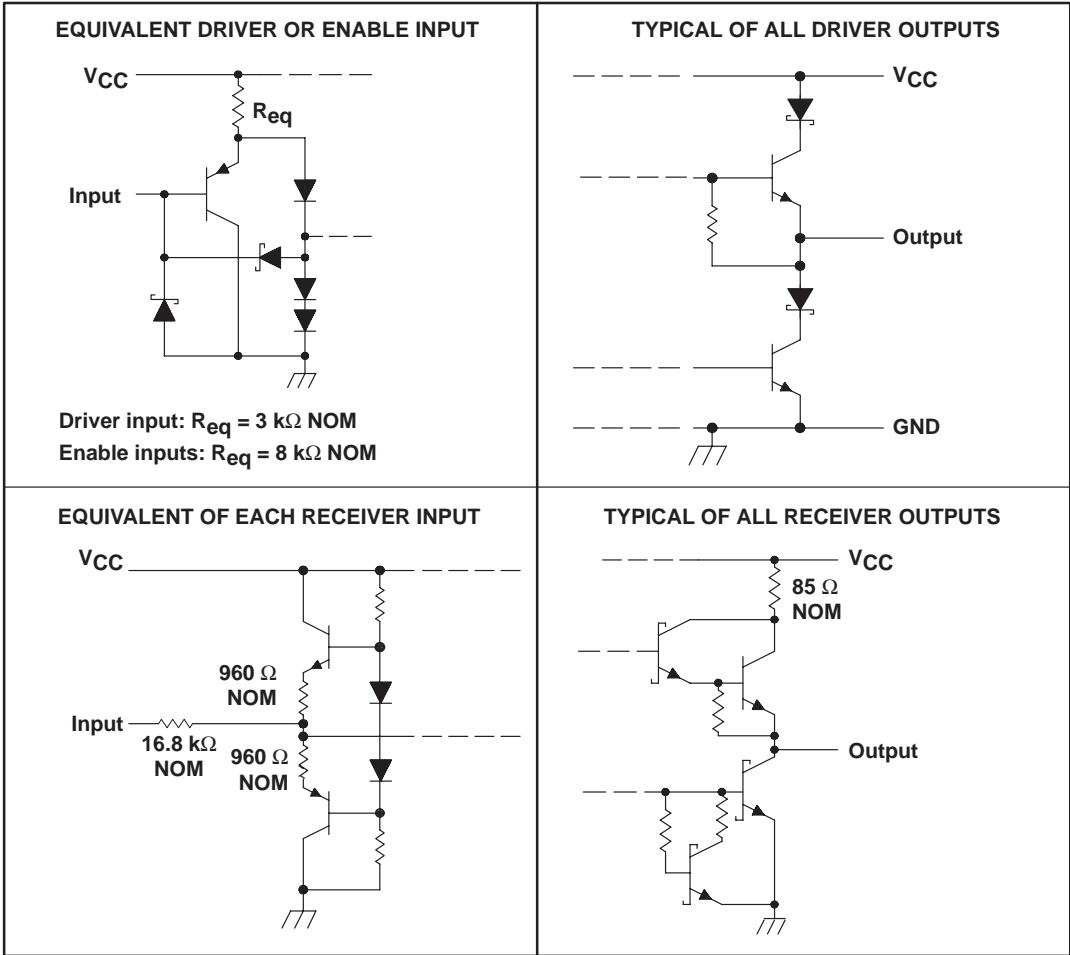 EQUIVALENT DRIVER OR ENABLE INPUT
VCC
Req
Input
Driver input: Req = 3 kΩ NOM
Enable inputs: Req = 8 kΩ NOM
TYPICAL OF ALL DRIVER OUTPUTS
VCC
Output
GND
EQUIVALENT OF EACH RECEIVER INPUT
VCC
960 Ω
NOM
Input
16.8 kΩ
NOM
960 Ω
NOM
TYPICAL OF ALL RECEIVER OUTPUTS
VCC
85 Ω
NOM
Output